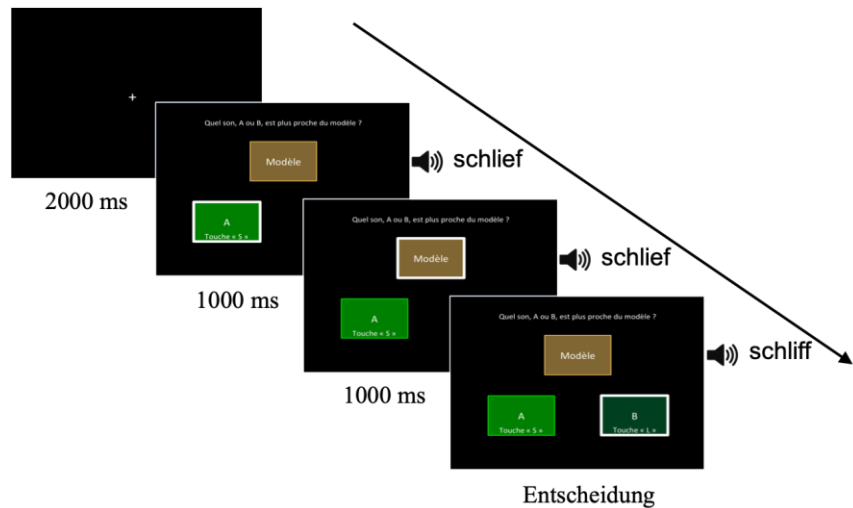 +
2000 ms
Quel son, A ou B, est plus proche du modèle ?
Modèle
A
Touche « S »
schlief
1000 ms
Quel son, A ou B, est plus proche du modèle ?
Modèle
A
Touche « S »
schlief
1000 ms
Quel son, A ou B, est plus proche du modèle ?
Modèle
A
Touche « S »
B
Touche « L »
schliff
Entscheidung